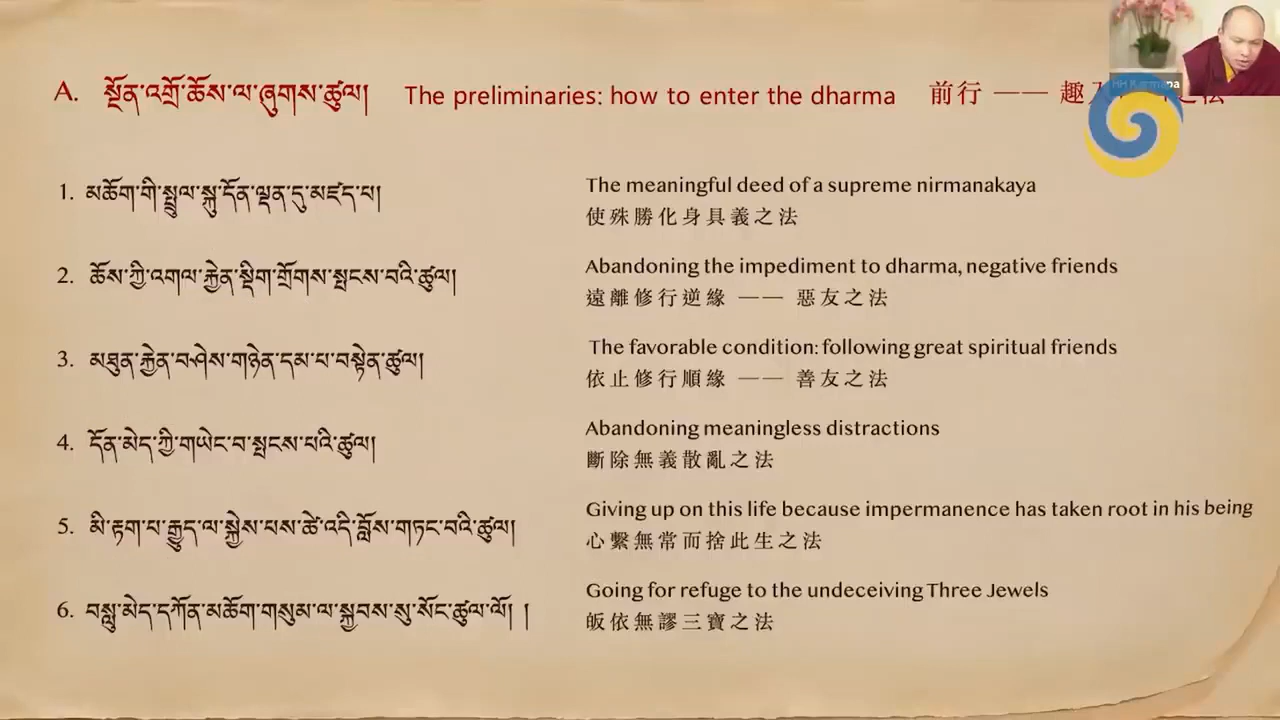 A. སྔོན་འགྲོ་ཆོས་ལ་ཞུགས་ཚུལ། The preliminaries: how to enter the dharma 前行 —— 趣入
HH Karmapa
1. མཆོག་གི་སྤྲུལ་སྐུ་དོན་ལྡན་དུ་མཛད་པ། The meaningful deed of a supreme nirmanakaya
使殊勝化身具義之法
2. ཆོས་ཀྱི་འགལ་རྐྱེན་སྡིག་གྲོགས་སྤངས་བའི་ཚུལ། Abandoning the impediment to dharma, negative friends
遠離修行逆緣 —— 惡友之法
3. མཐུན་རྐྱེན་བཤེས་གཉེན་དམ་པ་བསྟེན་ཚུལ། The favorable condition: following great spiritual friends
依止修行順緣 —— 善友之法
4. དོན་མེད་ཀྱི་གཡེང་བ་སྤངས་པའི་ཚུལ། Abandoning meaningless distractions
斷除無義散亂之法
5. མི་རྟག་པ་རྒྱུད་ལ་སྐྱེས་པས་ཚེ་འདི་བློས་གཏང་བའི་ཚུལ། Giving up on this life because impermanence has taken root in his being
心繫無常而捨此生之法
6. བསླུ་མེད་དཀོན་མཆོག་གསུམ་ལ་སྐྱབས་སུ་སོང་ཚུལ་ལོ། ། Going for refuge to the undeceiving Three Jewels
皈依無謬三寶之法